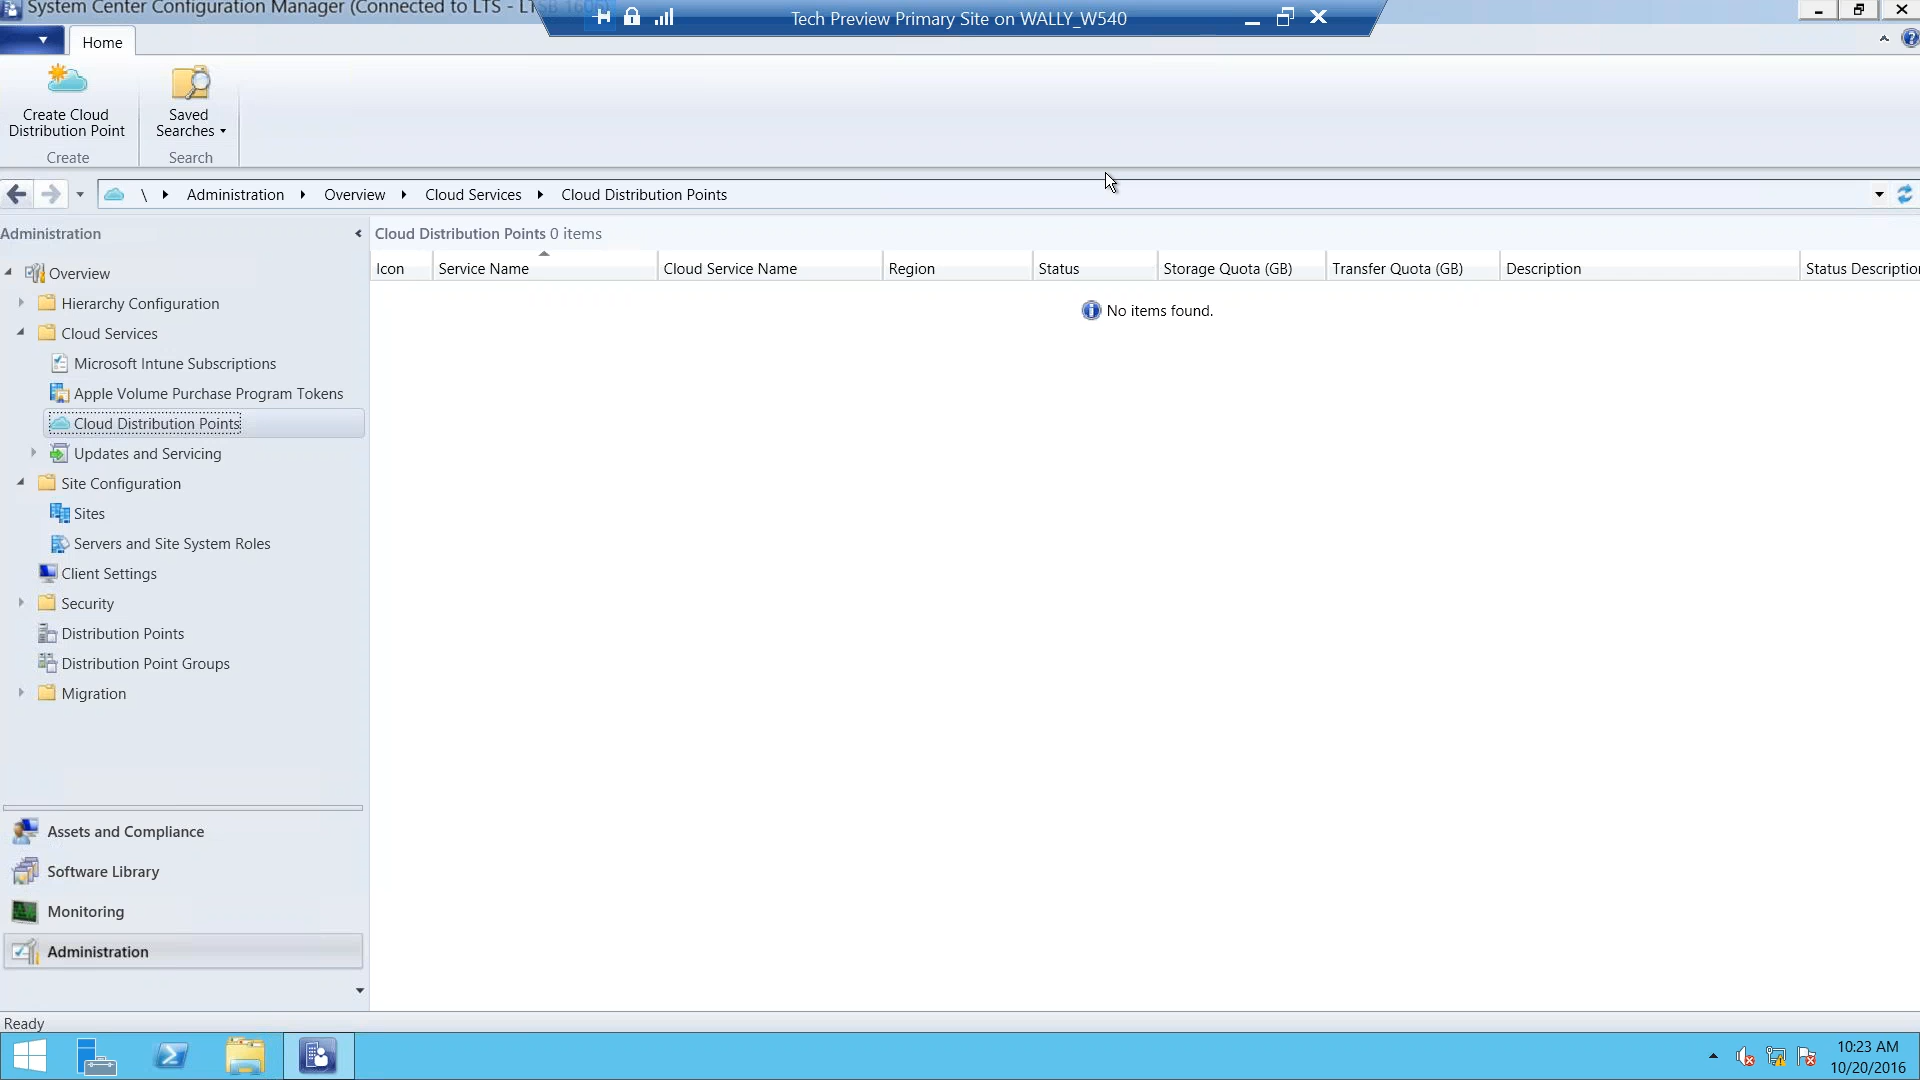 System Center Configuration Manager (Connected to LTS - LTSB 1606
Tech Preview Primary Site on WALLY_W540
Home
Create Cloud
Distribution Point
Saved
Searches
Create
Search
\ Administration Overview Cloud Services Cloud Distribution Points
Administration
Cloud Distribution Points 0 items
Icon Service Name Cloud Service Name Region Status Storage Quota (GB) Transfer Quota (GB) Description Status Descriptio
No items found.
Overview
Hierarchy Configuration
Cloud Services
Microsoft Intune Subscriptions
Apple Volume Purchase Program Tokens
Cloud Distribution Points
Updates and Servicing
Site Configuration
Sites
Servers and Site System Roles
Client Settings
Security
Distribution Points
Distribution Point Groups
Migration
Assets and Compliance
Software Library
Monitoring
Administration
Ready
10:23 AM
10/20/2016